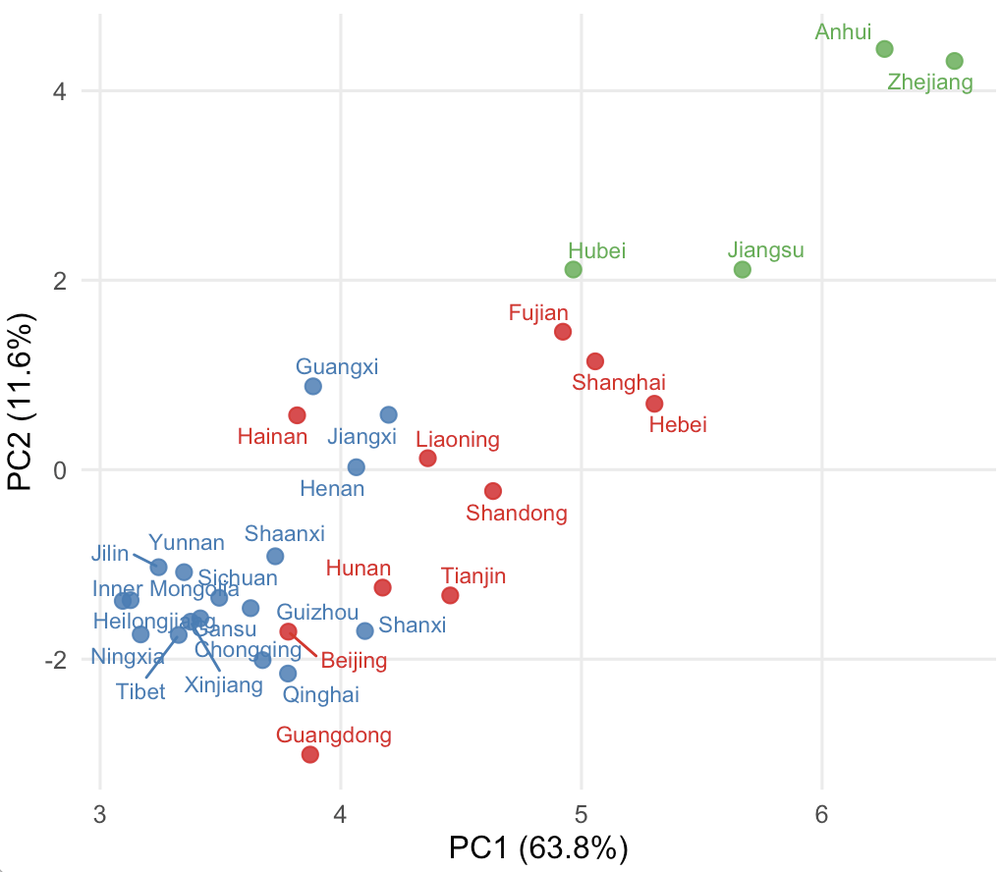 Anhui
Zhejiang
4
Hubei
Jiangsu
2
Fujian
Shanghai
Hebei
Guangxi
Hainan
Jiangxi
Liaoning
0
Henan
Shandong
Shaanxi
Yunnan
Jilin
Sichuan
Hunan
Tianjin
Inner Mongolia
Guizhou
Heilongjiang
Gansu
Shanxi
Chongqing
Ningxia
-2
Beijing
Tibet
Xinjiang
Qinghai
Guangdong
3
4
5
6
PC1 (63.8%)
PC2 (11.6%)